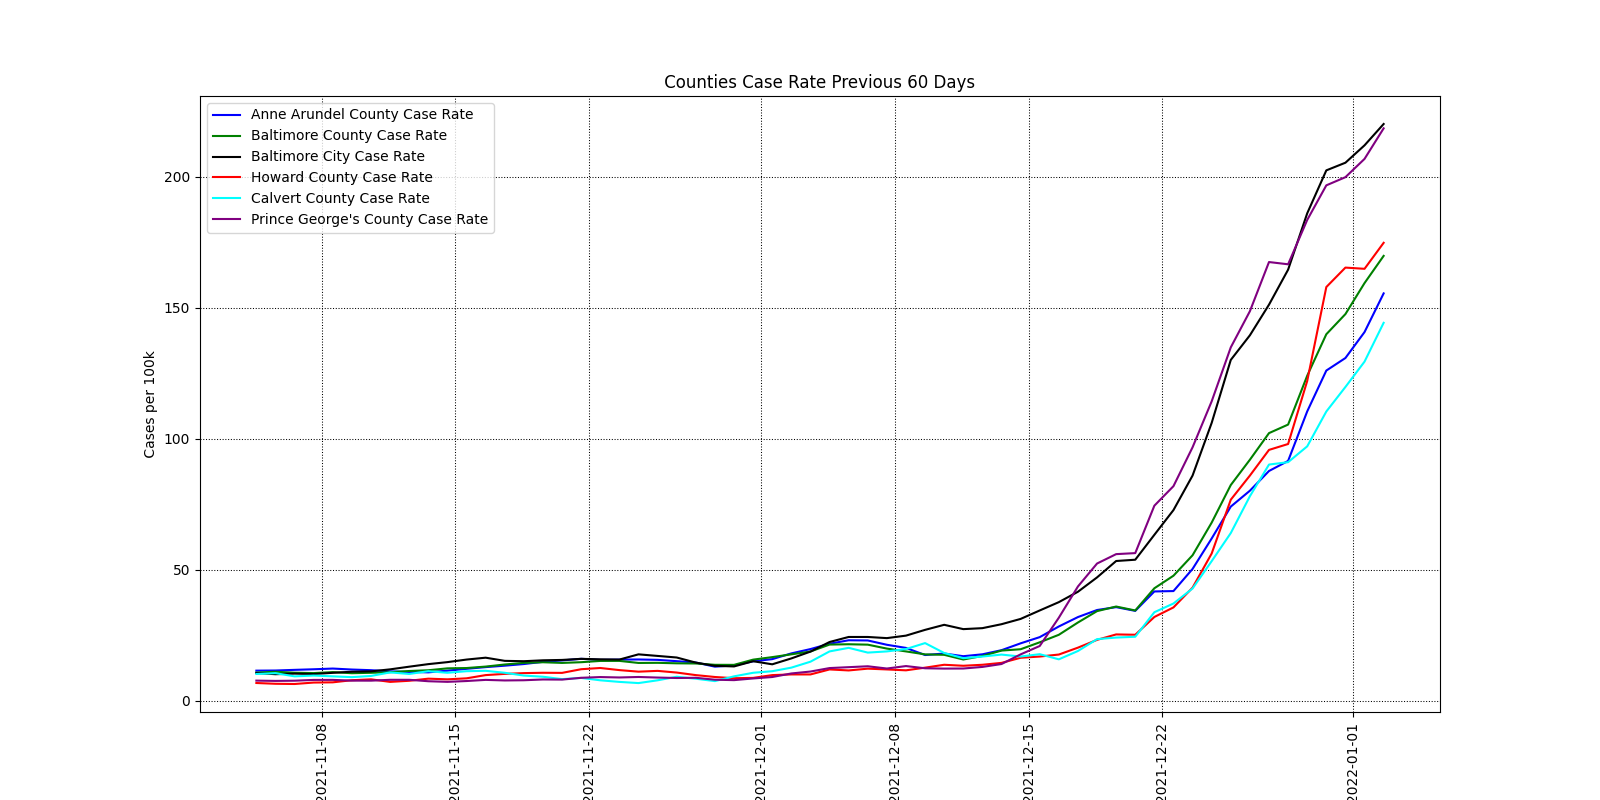 Counties Case Rate Previous 60 Days
Anne Arundel County Case Rate
Baltimore County Case Rate
Baltimore City Case Rate
Howard County Case Rate
Calvert County Case Rate
Prince George's County Case Rate
Cases per 100k
200
150
100
50
0
2021-11-08
2021-11-15
2021-11-22
2021-12-01
2021-12-08
2021-12-15
2021-12-22
2022-01-01